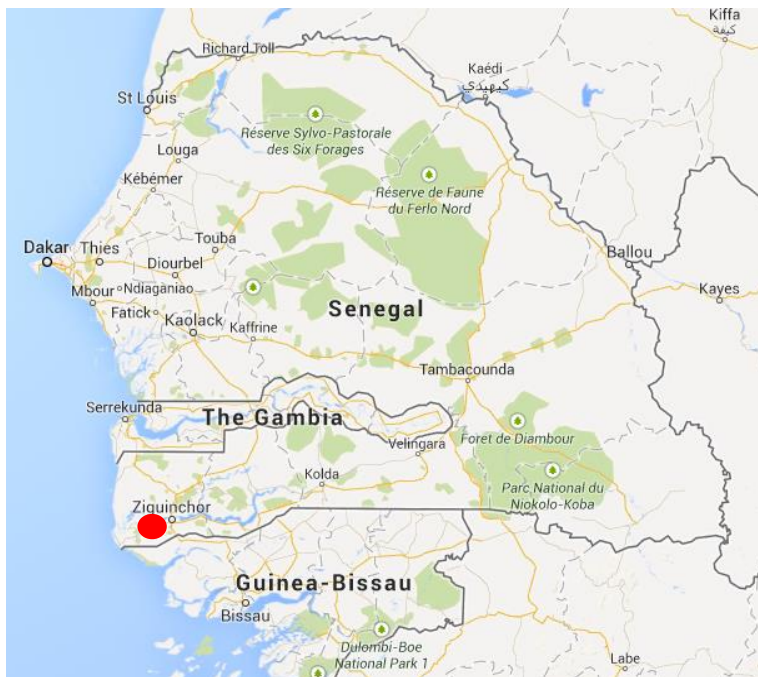 Kiffa
كيفة
Richard Toll
Kaédi
كيهيدي
St Louis
Réserve Sylvo-Pastorale
des Six Forages
Louga
Kébémer
Réserve de Faune
du Ferlo Nord
Touba
Dakar
Thies
Diourbel
Ballou
Mbour
Ndiaganiao
Kayes
Fatick
Kaolack
Kaffrine
Senegal
Tambacounda
Serrekunda
The Gambia
Velingara
Foret de Diambour
Kolda
Parc National du
Niokolo-Koba
Ziguinchor
Guinea-Bissau
Bissau
Dulombi-Boe
National Park 1
Labe